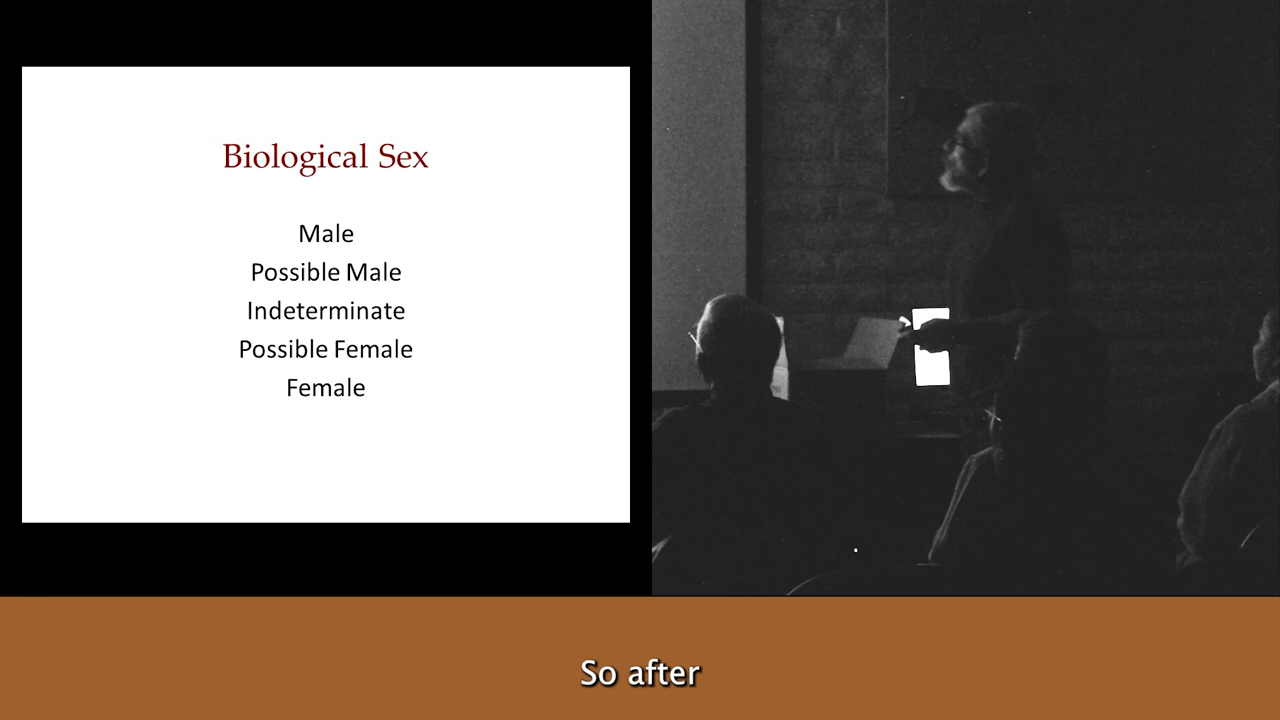 Biological Sex
Male
Possible Male
Indeterminate
Possible Female
Female
So after